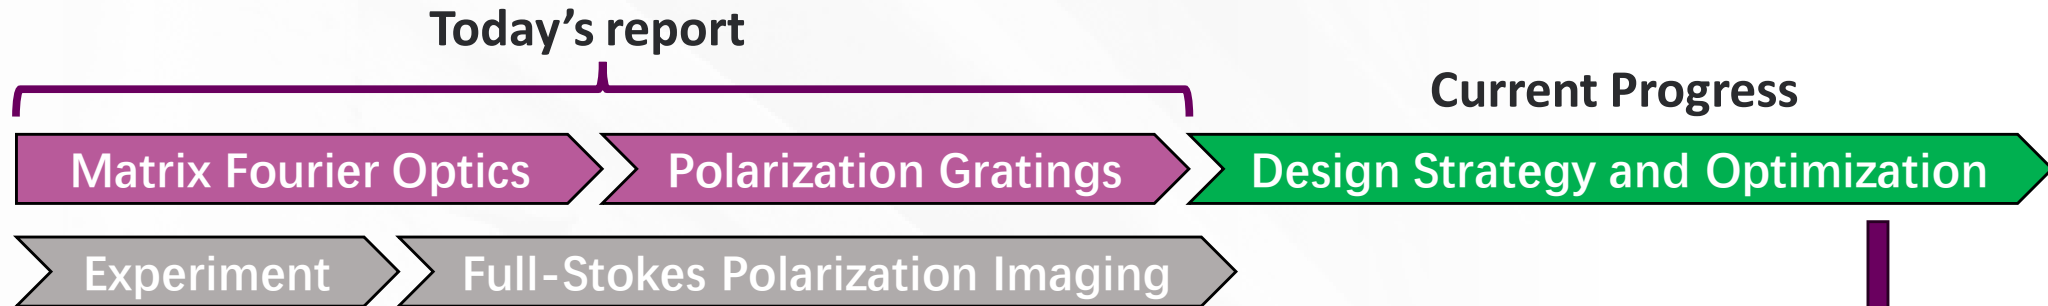 Today's report
Current Progress
Matrix Fourier Optics
Polarization Gratings
Design Strategy and Optimization
Experiment
Full-Stokes Polarization Imaging